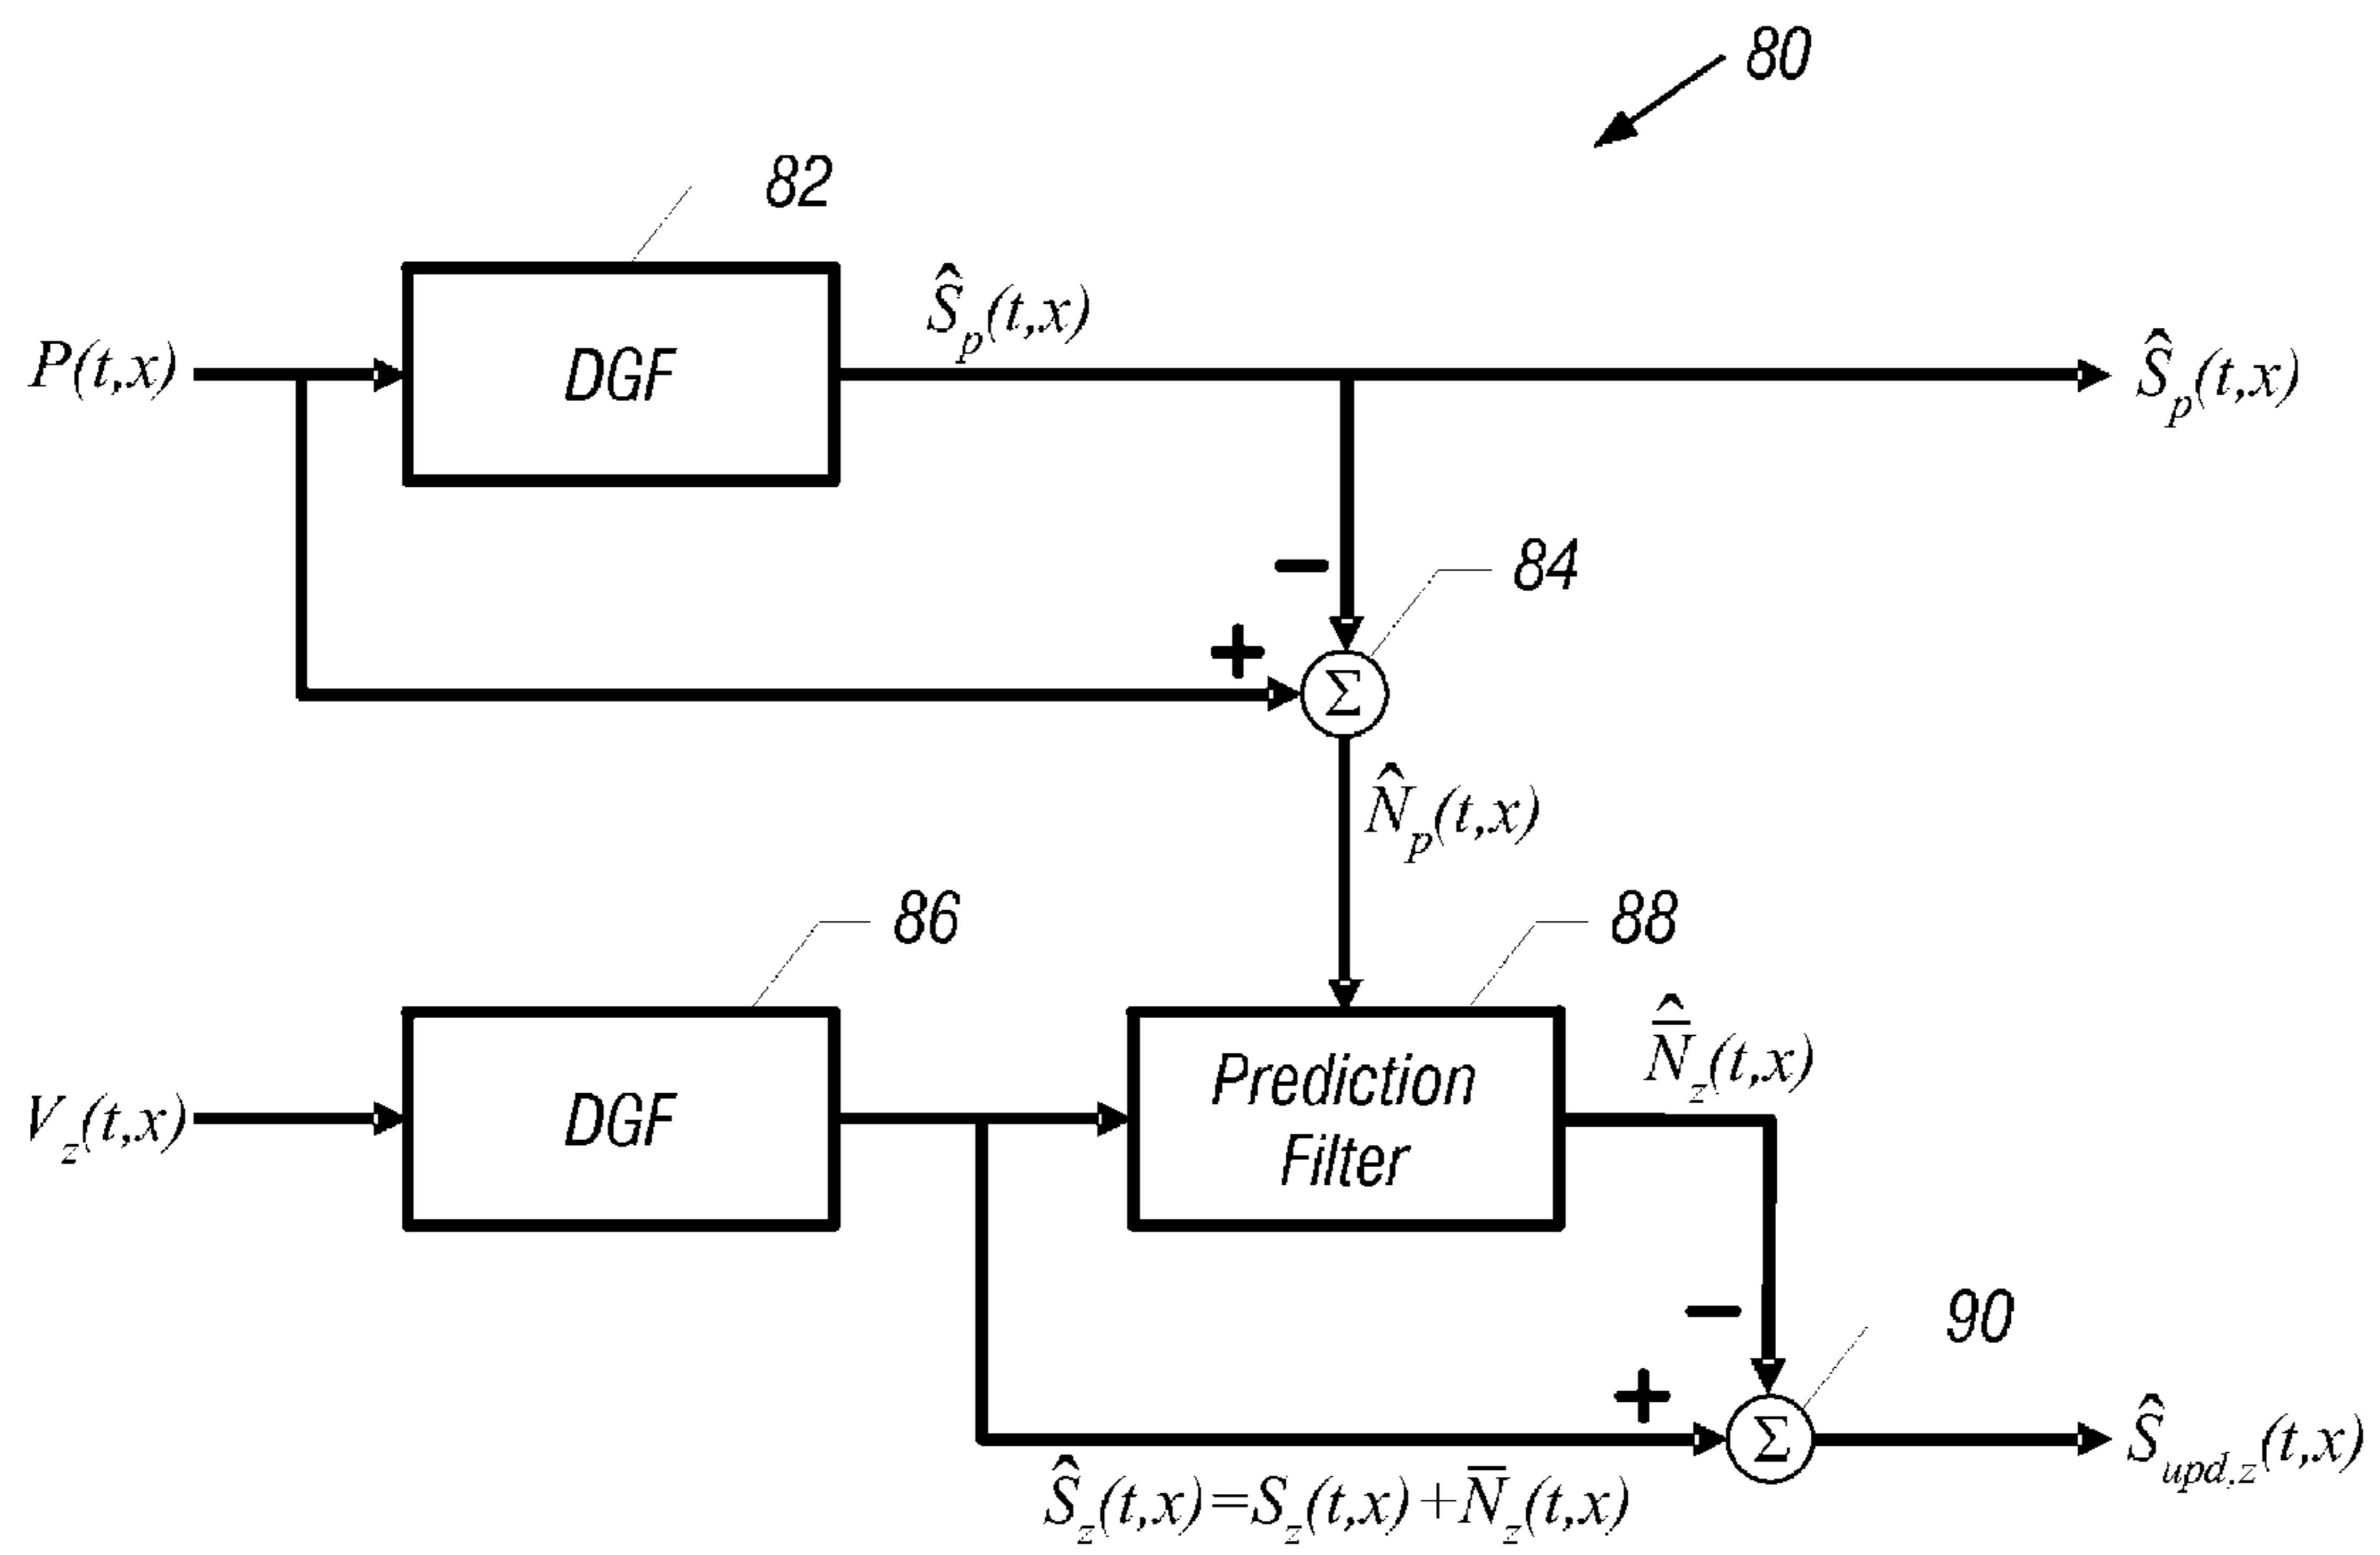 80
82
Ŝp(t,x)
P(t,x)
DGF
Ŝp(t,x)
−
84
+
Σ
N̂p(t,x)
86
88
Vz(t,x)
DGF
Prediction
Filter
N̄̂z(t,x)
−
90
+
Σ
Ŝupd,z(t,x)
Ŝz(t,x)=Sz(t,x)+N̄z(t,x)